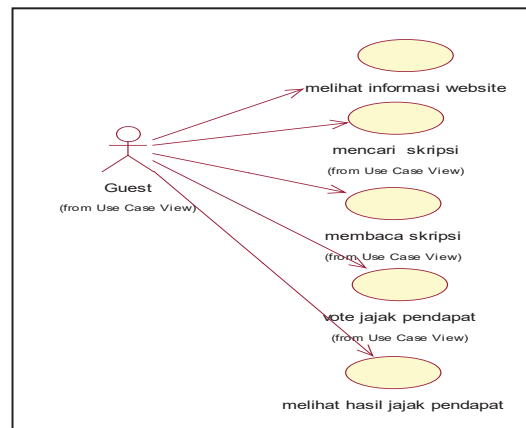 melihat informasi website
mencari skripsi
(from Use Case View)
Guest
(from Use Case View)
membaca skripsi
(from Use Case View)
vote jajak pendapat
(from Use Case View)
melihat hasil jajak pendapat